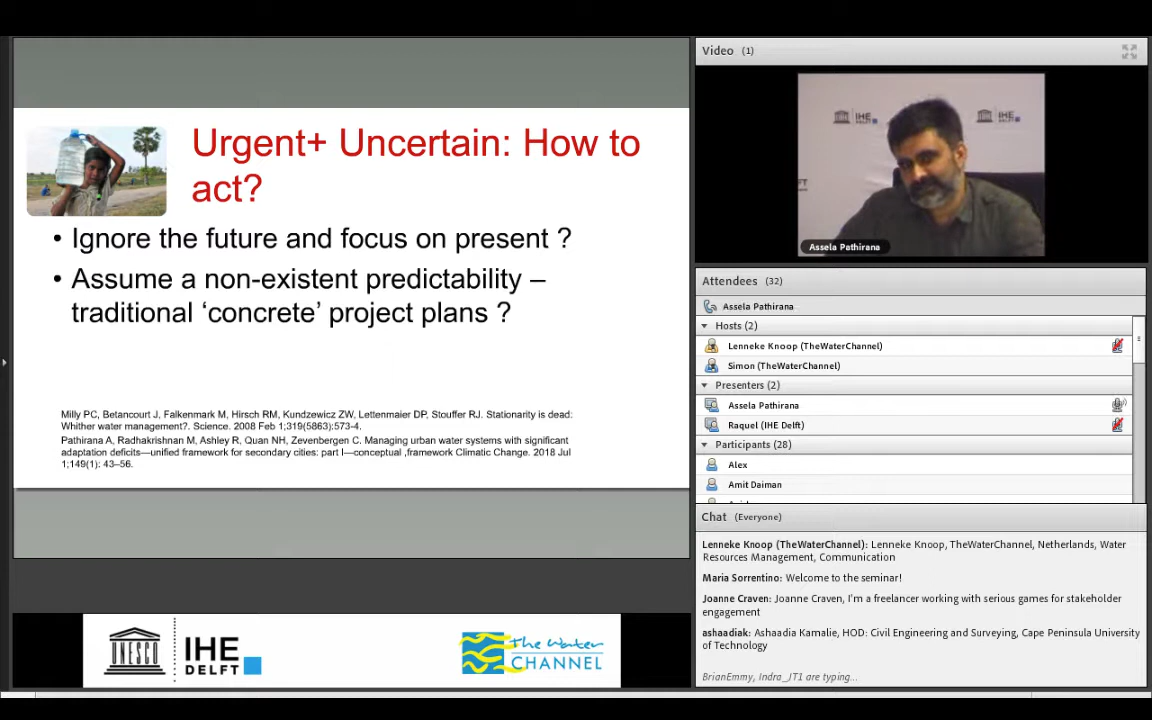 Urgent+ Uncertain: How to
act?
• Ignore the future and focus on present ?
• Assume a non-existent predictability –
traditional ‘concrete’ project plans ?
Milly PC, Betancourt J, Falkenmark M, Hirsch RM, Kundzewicz ZW, Lettenmaier DP, Stouffer RJ. Stationarity is dead:
Whither water management?. Science. 2008 Feb 1;319(5863):573-4.
Pathirana A, Radhakrishnan M, Ashley R, Quan NH, Zevenbergen C. Managing urban water systems with significant
adaptation deficits—unified framework for secondary cities: part I—conceptual ,framework Climatic Change. 2018 Jul
1;149(1): 43–56.
UNESCO
IHE
DELFT
The Water
CHANNEL
Video (1)
IHE
DELFT
IHE
DELFT
DELFT
Assela Pathirana
Attendees (32)
Assela Pathirana
Hosts (2)
Lenneke Knoop (TheWaterChannel)
Simon (TheWaterChannel)
Presenters (2)
Assela Pathirana
Raquel (IHE Delft)
Participants (28)
Alex
Amit Daiman
Chat (Everyone)
Lenneke Knoop (TheWaterChannel): Lenneke Knoop, TheWaterChannel, Netherlands, Water
Resources Management, Communication
Maria Sorrentino: Welcome to the seminar!
Joanne Craven: Joanne Craven, I'm a freelancer working with serious games for stakeholder
engagement
ashaadiak: Ashaadia Kamalie, HOD: Civil Engineering and Surveying, Cape Peninsula University
of Technology
BrianEmmy, Indra_JT1 are typing...